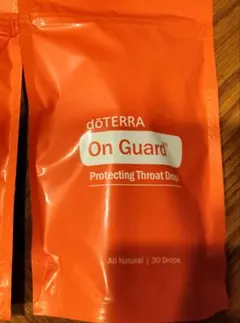 dōTERRA
On Guard®
Protecting Throat Drops
All Natural | 30 Drops